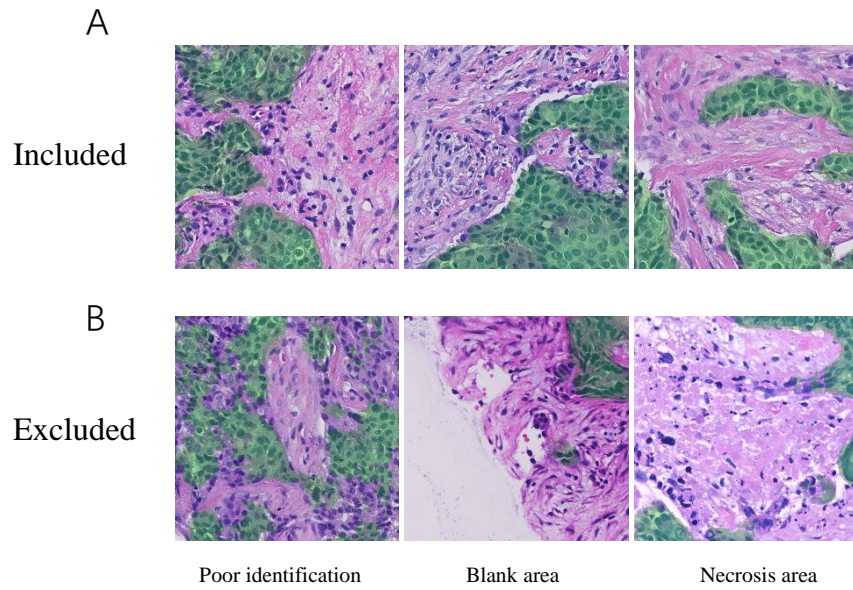 A
Included
B
Excluded
Poor identification
Blank area
Necrosis area